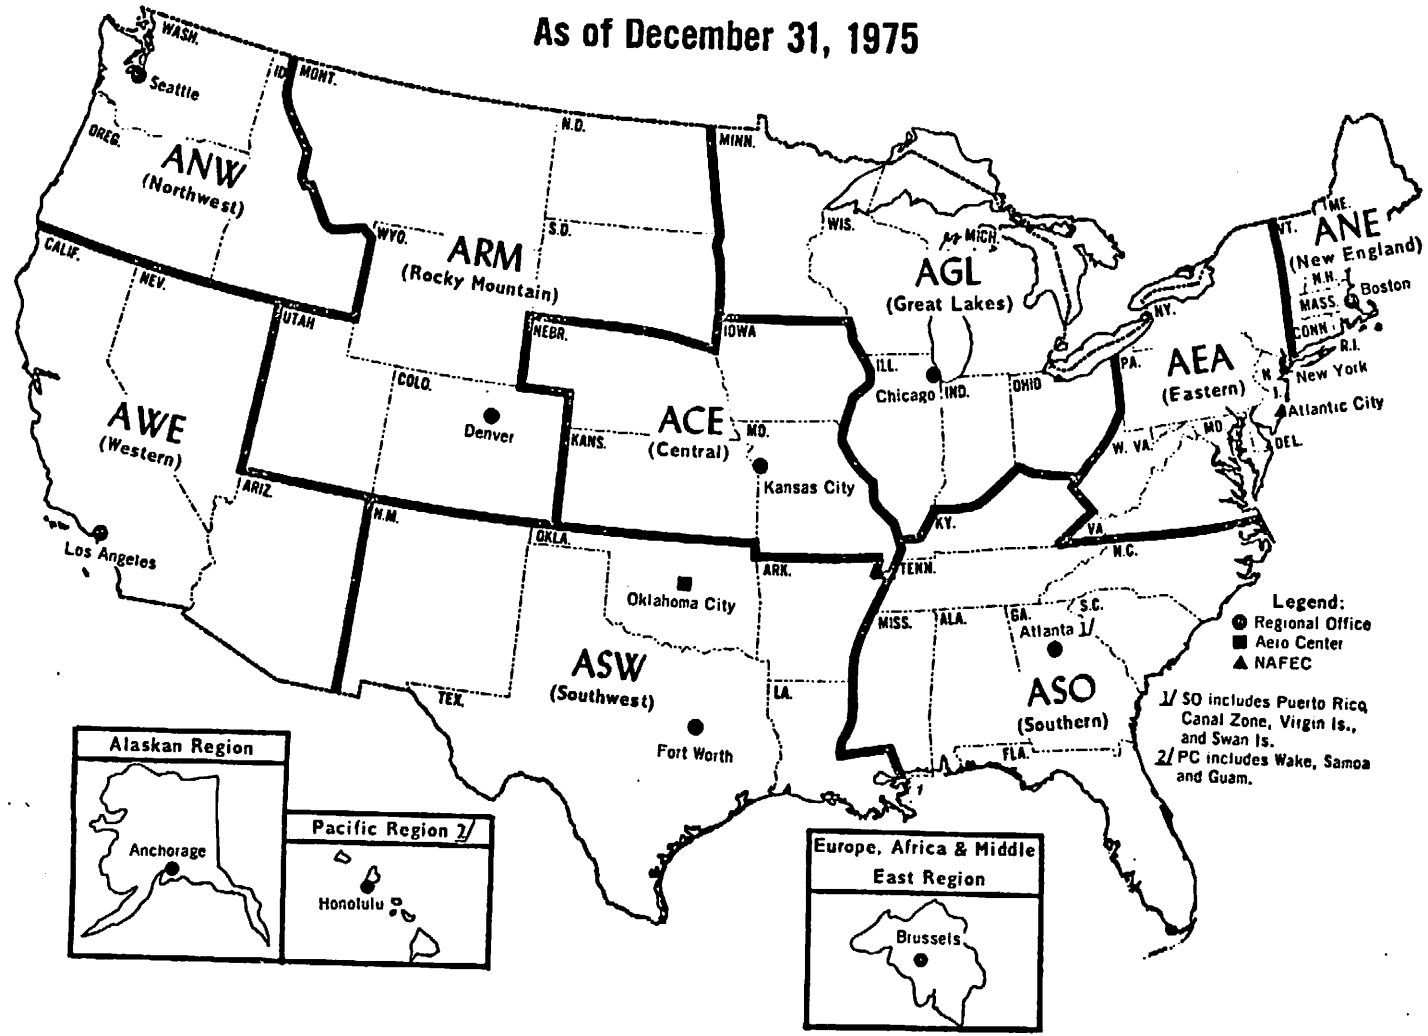 As of December 31, 1975
WASH.
Seattle
ID
MONT.
OREG.
ANW
(Northwest)
N.D.
MINN.
WYO.
S.D.
ARM
(Rocky Mountain)
WIS.
MICH.
AGL
(Great Lakes)
VT.
ME.
ANE
(New England)
N.H.
MASS.
Boston
CONN
R.I.
CALIF.
NEV.
UTAH
NEBR.
IOWA
NY.
PA.
AEA
(Eastern)
N
J.
New York
Atlantic City
COLO.
Denver
KANS.
ACE
(Central)
MO.
Kansas City
ILL.
Chicago
IND.
OHIO
W. VA.
MD
DEL.
AWE
(Western)
ARIZ.
N.M.
Los Angeles
OKLA.
Oklahoma City
ARK.
KY.
VA
TENN.
N.C.
MISS.
ALA.
GA.
S.C.
Atlanta 1/
ASW
(Southwest)
TEX.
LA.
Fort Worth
ASO
(Southern)
FLA.
Legend:
Regional Office
Aero Center
NAFEC
1/ SO includes Puerto Rico,
Canal Zone, Virgin Is.,
and Swan Is.
2/ PC includes Wake, Samoa
and Guam.
Alaskan Region
Anchorage
Pacific Region 2/
Honolulu
Europe, Africa & Middle
East Region
Brussels